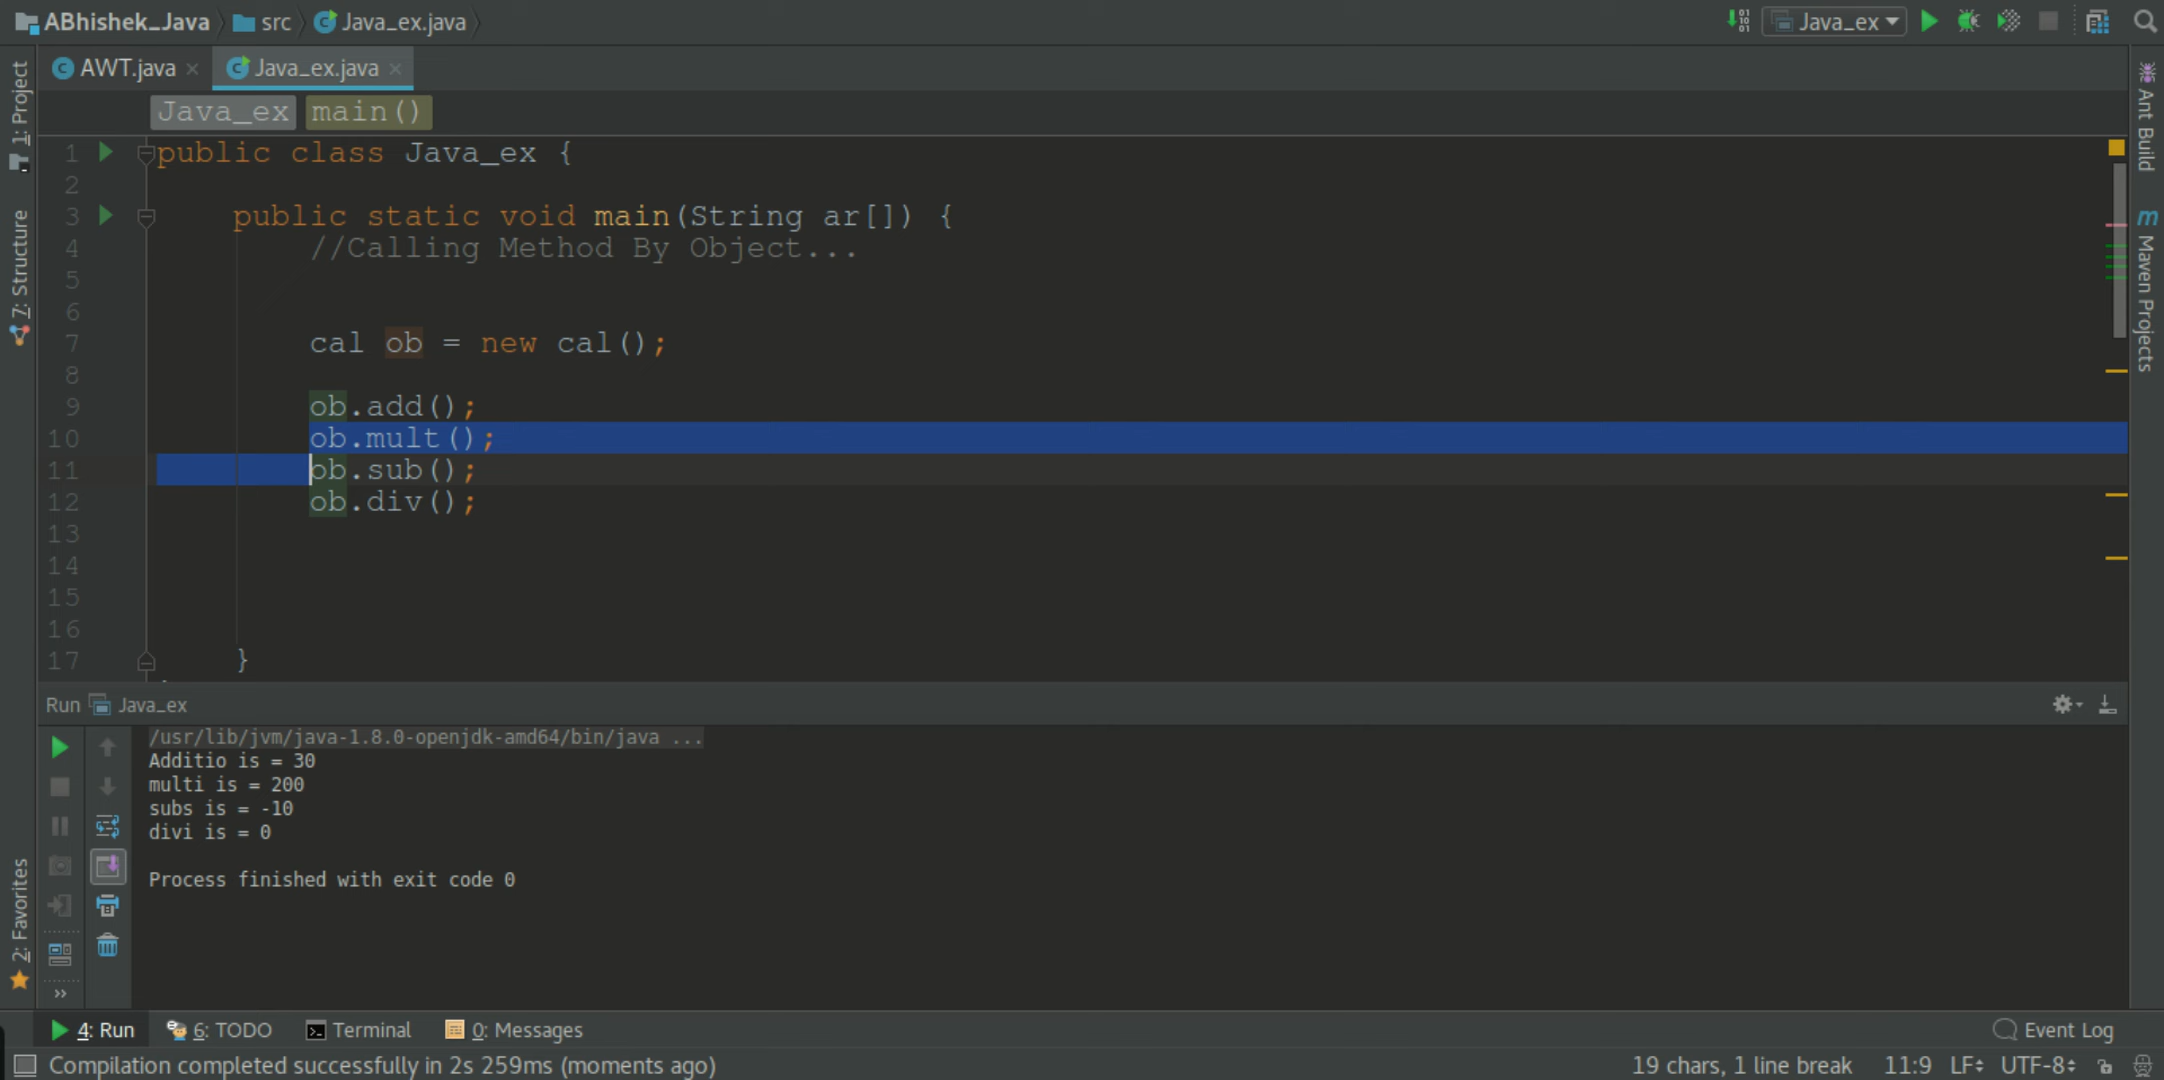 ABhishek_Java src Java_ex.java Java_ex
AWT.java Java_ex.java
Java_ex main()
1 public class Java_ex {
2
3 public static void main(String ar[]) {
4 //Calling Method By Object...
5
6
7 cal ob = new cal();
8
9 ob.add();
10 ob.mult();
11 ob.sub();
12 ob.div();
13
14
15
16
17 }
1: Project
7: Structure
2: Favorites
Ant Build
m Maven Projects
Run Java_ex
/usr/lib/jvm/java-1.8.0-openjdk-amd64/bin/java ...
Additio is = 30
multi is = 200
subs is = -10
divi is = 0
Process finished with exit code 0
4: Run 6: TODO Terminal 0: Messages Event Log
Compilation completed successfully in 2s 259ms (moments ago) 19 chars, 1 line break 11:9 LF UTF-8